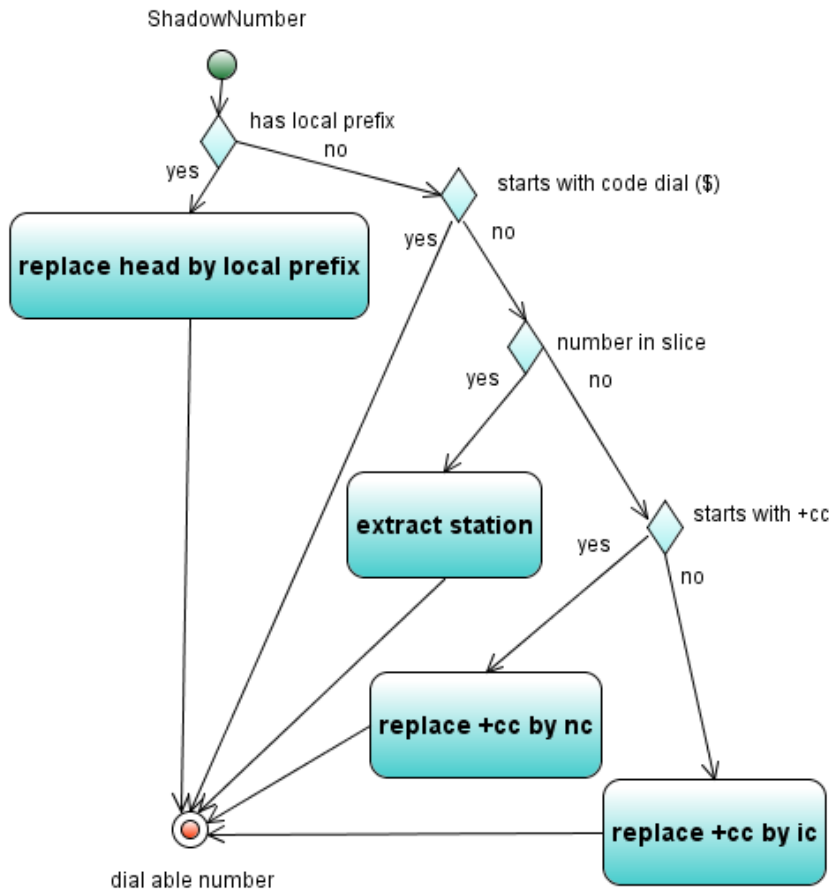 ShadowNumber
has local prefix
no
yes
starts with code dial ($)
yes
no
replace head by local prefix
number in slice
yes
no
extract station
starts with +cc
yes
no
replace +cc by nc
replace +cc by ic
dial able number